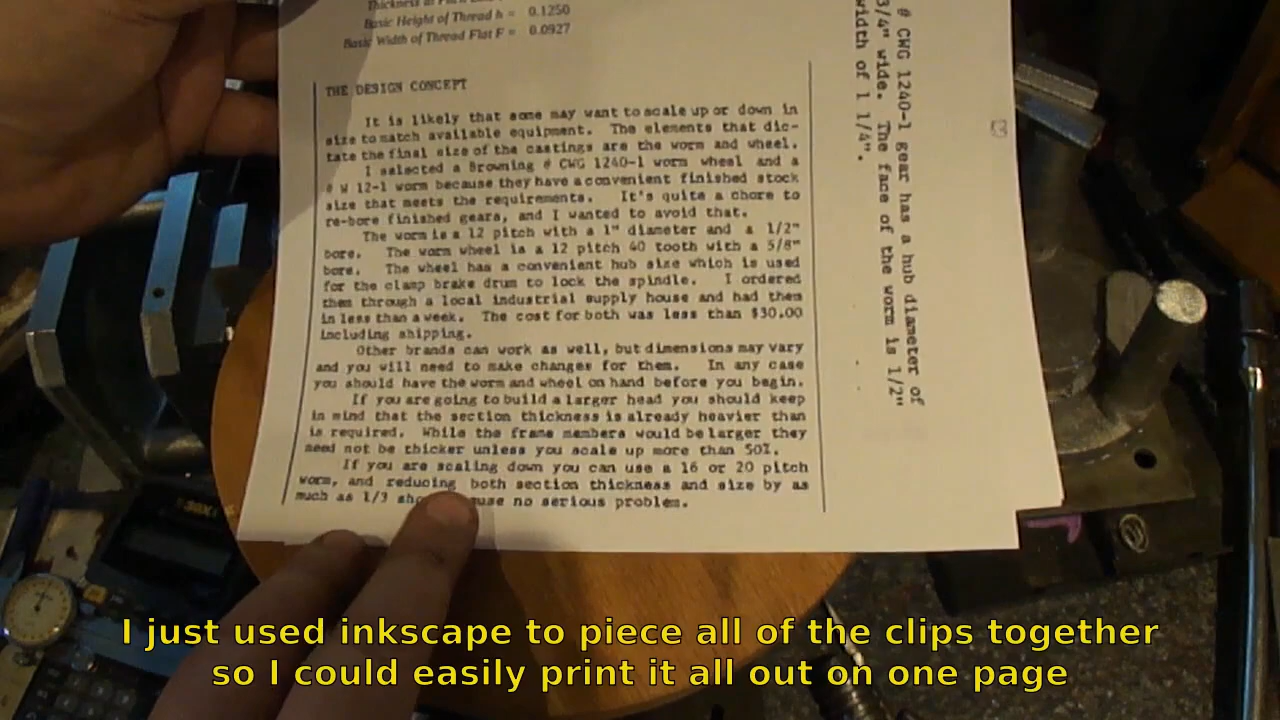 Basic Height of Thread h = 0.1250
Basic Width of Thread Flat F = 0.0927
THE DESIGN CONCEPT
It is likely that some may want to scale up or down in
size to match available equipment. The elements that dic-
tate the final size of the castings are the worm and wheel.
I selected a Browning # CWG 1240-1 worm wheel and a
# W 12-1 worm because they have a convenient finished stock
size that meets the requirements. It's quite a chore to
re-bore finished gears, and I wanted to avoid that.
The worm is a 12 pitch with a 1" diameter and a 1/2"
bore. The worm wheel is a 12 pitch 40 tooth with a 5/8"
bore. The wheel has a convenient hub size which is used
for the clamp brake drum to lock the spindle. I ordered
them through a local industrial supply house and had them
in less than a week. The cost for both was less than $30.00
including shipping.
Other brands can work as well, but dimensions may vary
and you will need to make changes for them. In any case
you should have the worm and wheel on hand before you begin.
If you are going to build a larger head you should keep
in mind that the section thickness is already heavier than
is required. While the frame members would be larger they
need not be thicker unless you scale up more than 50%.
If you are scaling down you can use a 16 or 20 pitch
worm, and reducing both section thickness and size by as
much as 1/3 no serious problem.
# CWG 1240-1 gear has a hub diameter of
3/4" wide. The face of the worm is 1/2"
width of 1 1/4".
I just used inkscape to piece all of the clips together
so I could easily print it all out on one page